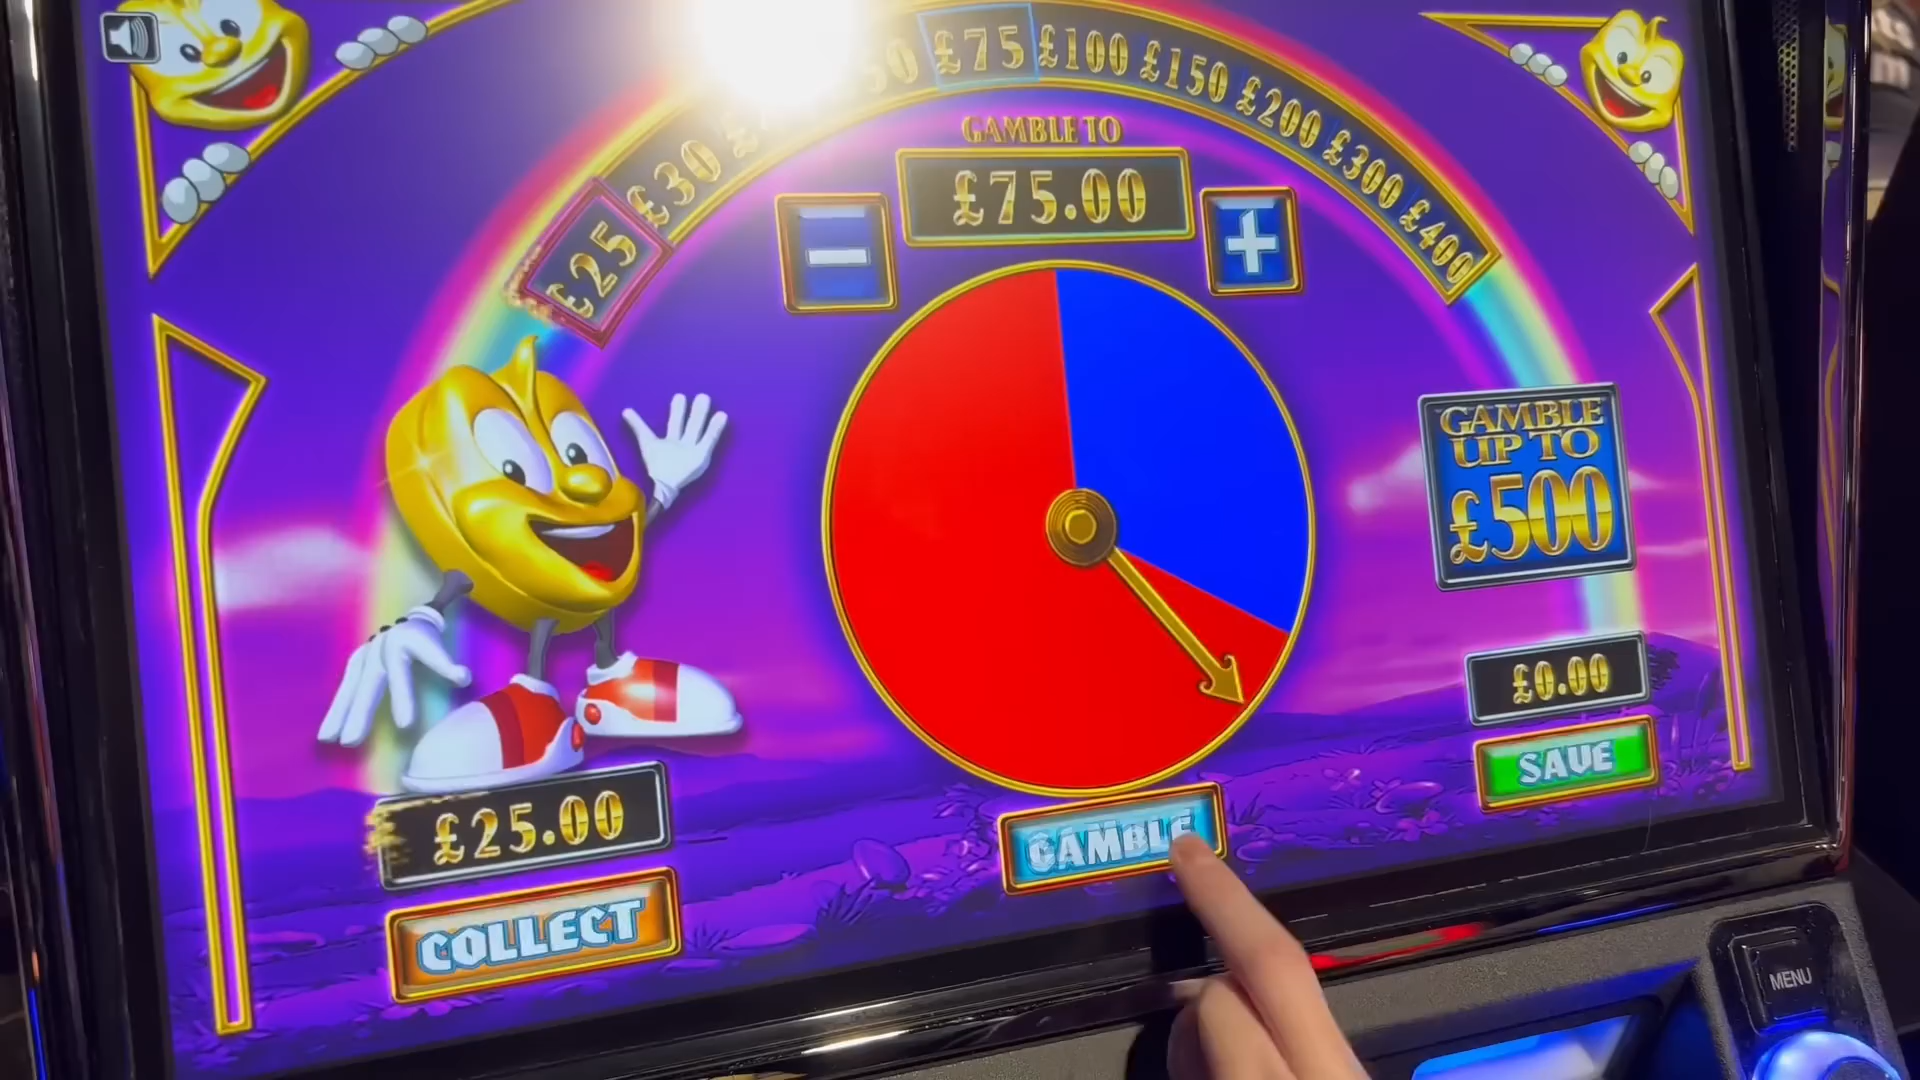 £25 £30 £75 £100 £150 £200 £300 £400
GAMBLE TO
£75.00
GAMBLE
UP TO
£500
£0.00
SAVE
£25.00
GAMBLE
COLLECT
MENU